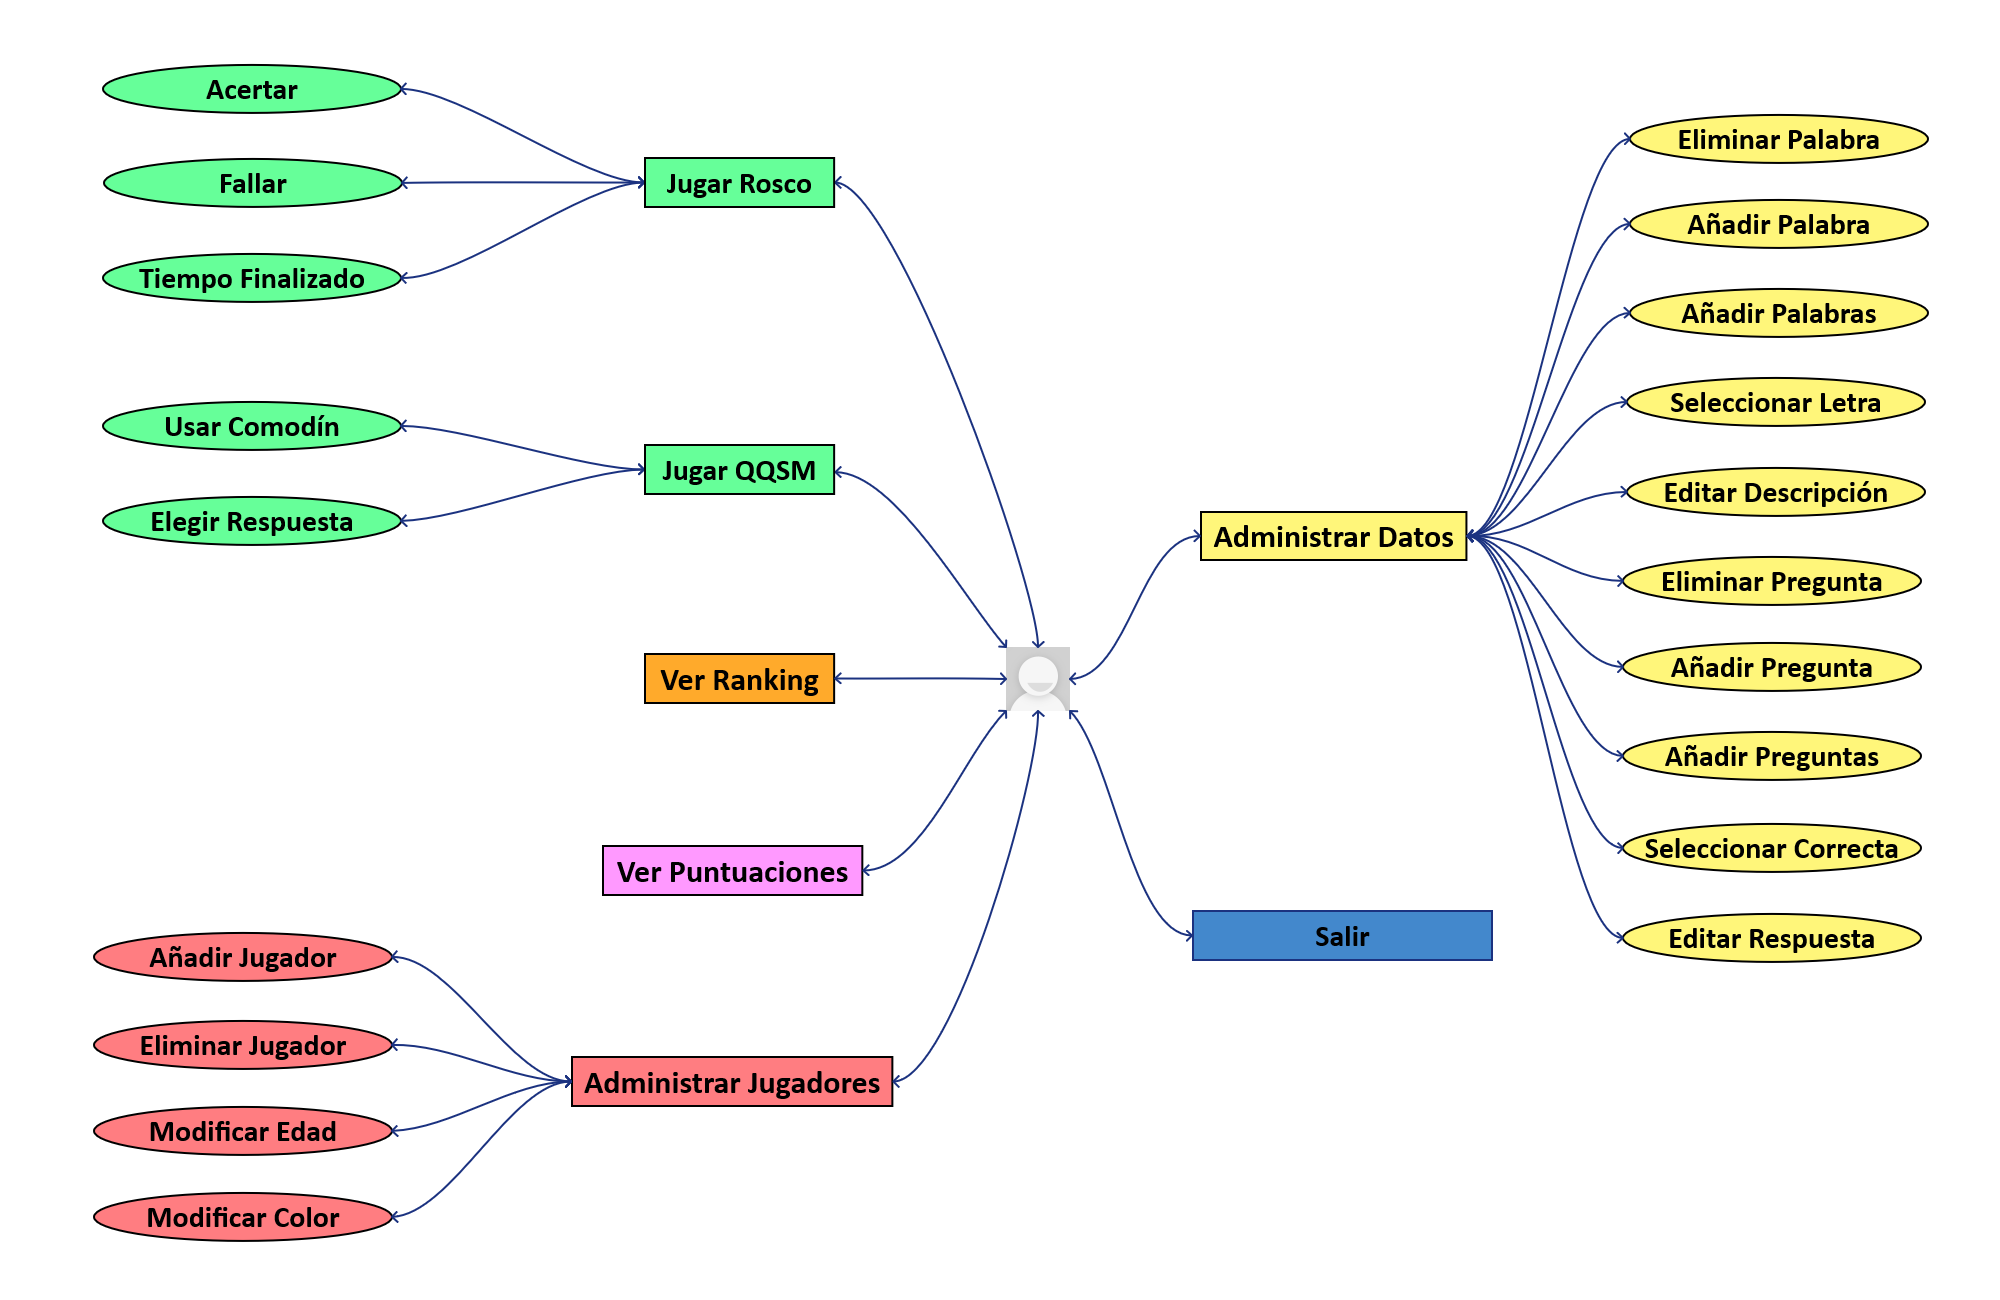 Acertar
Fallar
Tiempo Finalizado
Jugar Rosco
Usar Comodín
Elegir Respuesta
Jugar QQSM
Ver Ranking
Ver Puntuaciones
Añadir Jugador
Eliminar Jugador
Modificar Edad
Modificar Color
Administrar Jugadores
Administrar Datos
Salir
Eliminar Palabra
Añadir Palabra
Añadir Palabras
Seleccionar Letra
Editar Descripción
Eliminar Pregunta
Añadir Pregunta
Añadir Preguntas
Seleccionar Correcta
Editar Respuesta